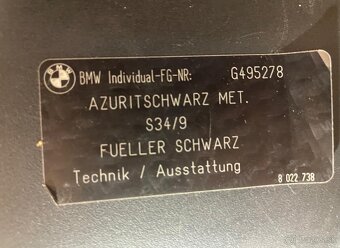 BMW Individual-FG-NR: G495278
AZURITSCHWARZ MET.
S34/9
FUELLER SCHWARZ
Technik / Ausstattung
8 022 738